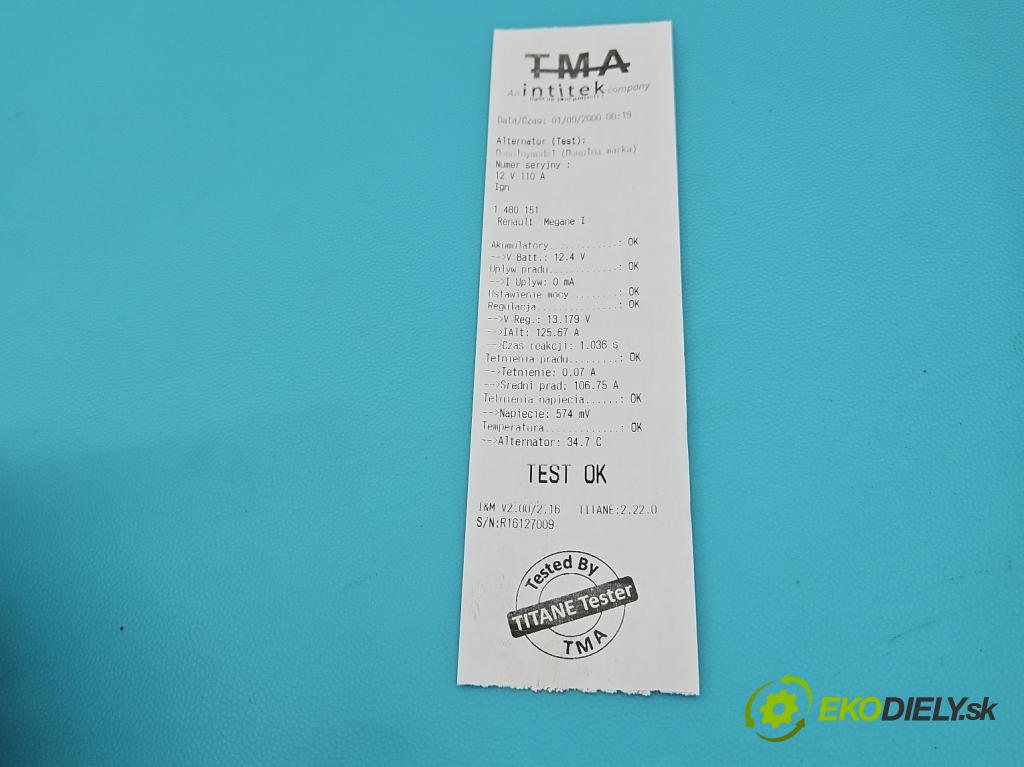 TMA
An intitek company
light up your projects!
Data/Czas: 01/09/2000 00:19
Alternator (Test):
Dowolnymodel (Dowolna marka)
Numer seryjny :
12 V 110 A
Ign
1 480 151
Renault Megane I
Akumulatory............: OK
-->V Batt.: 12.4 V
Uplyw pradu............: OK
-->I Uplyw: 0 mA
Ustawienie mocy........: OK
Regulacja..............: OK
-->V Reg.: 13.179 V
-->IAlt: 125.67 A
-->Czas reakcji: 1.036 s
Tetnienia pradu........: OK
-->Tetnienie: 0.07 A
-->Sredni prad: 106.75 A
Tetnienia napiecia.....: OK
-->Napiecie: 574 mV
Temperatura............: OK
-->Alternator: 34.7 C
TEST OK
I&M V2.00/2.16 TITANE:2.22.0
S/N:R16127009
Tested By
TITANE Tester
TMA
EKODIELY.sk